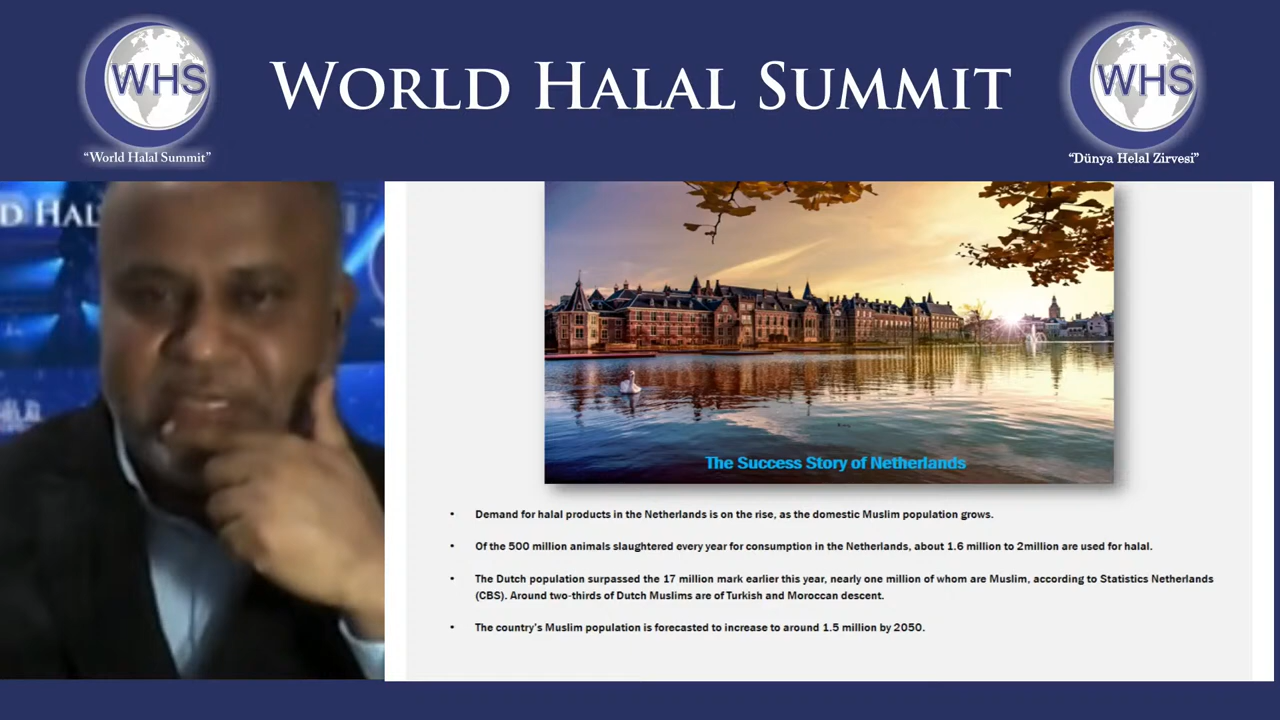 WHS
"World Halal Summit"
WORLD HALAL SUMMIT
WHS
"Dünya Helal Zirvesi"
D HAL
The Success Story of Netherlands
• Demand for halal products in the Netherlands is on the rise, as the domestic Muslim population grows.
• Of the 500 million animals slaughtered every year for consumption in the Netherlands, about 1.6 million to 2million are used for halal.
• The Dutch population surpassed the 17 million mark earlier this year, nearly one million of whom are Muslim, according to Statistics Netherlands
(CBS). Around two-thirds of Dutch Muslims are of Turkish and Moroccan descent.
• The country's Muslim population is forecasted to increase to around 1.5 million by 2050.